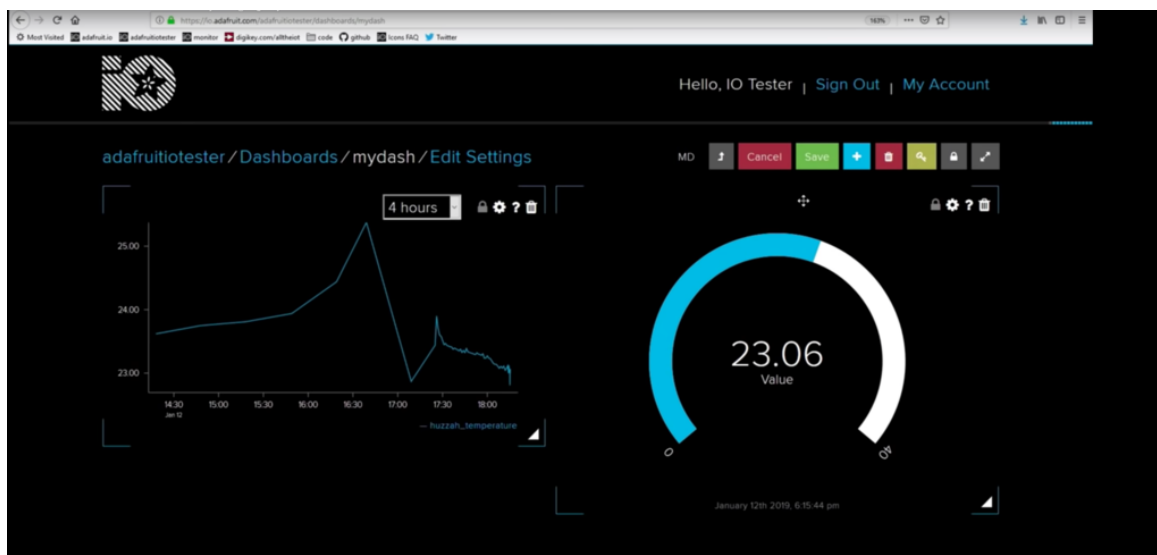 https://io.adafruit.com/adafruitiotester/dashboards/mydash
163%
Most Visited adafruit.io adafruitiotester monitor digikey.com/alltheiot code github Icons FAQ Twitter
iO
Hello, IO Tester | Sign Out | My Account
adafruitiotester / Dashboards / mydash / Edit Settings
MD Cancel Save
4 hours
?
?
25.00
24.00
23.00
14:30 15:00 15:30 16:00 16:30 17:00 17:30 18:00
Jan 12
huzzah_temperature
23.06
Value
0
40
January 12th 2019, 6:15:44 pm